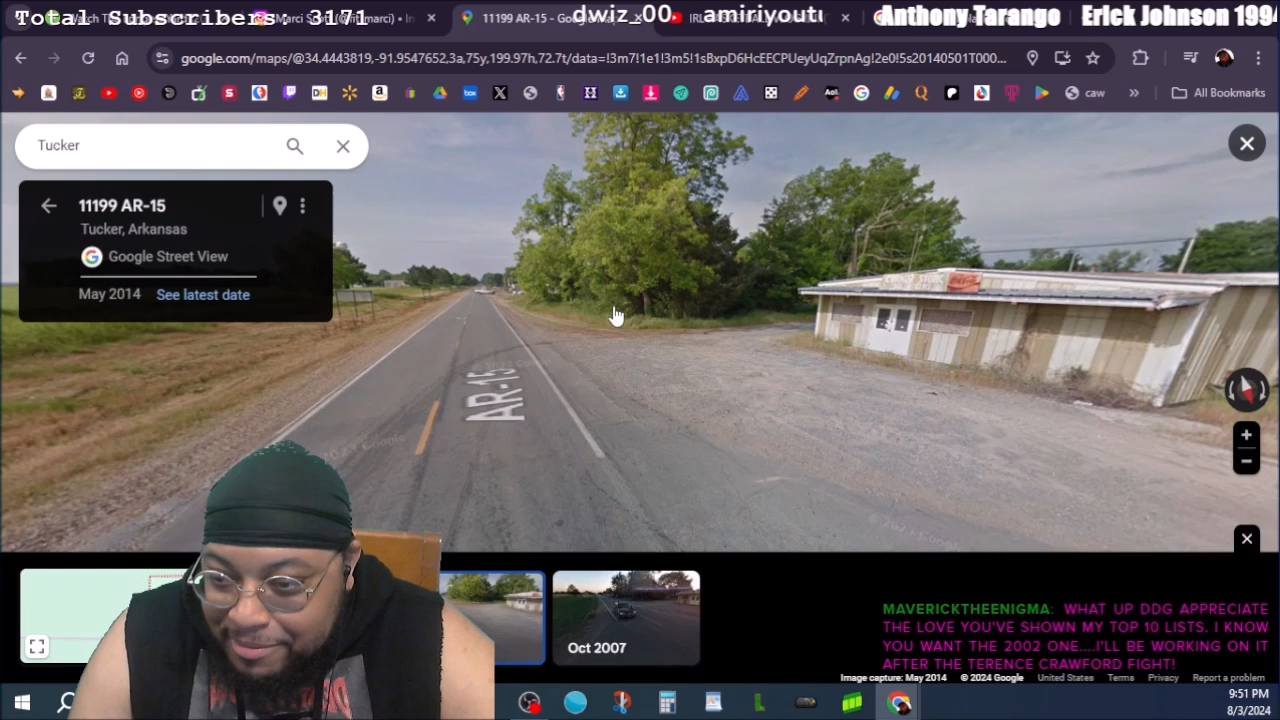 Total Subscribers: 3171
dwiz_00
amiriyoutu
Anthony Tarango
Erick Johnson 199
11199 AR-15 - Goo
google.com/maps/@34.4443819,-91.9547652,3a,75y,199.97h,72.7t/data=!3m7!1e1!3m5!1sBxpD6HcEECPUeyUqZrpnAg!2e0!5s20140501T000...
caw
All Bookmarks
Tucker
11199 AR-15
Tucker, Arkansas
Google Street View
May 2014 See latest date
AR-15
Oct 2007
MAVERICKTHEENIGMA: WHAT UP DDG APPRECIATE
THE LOVE YOU'VE SHOWN MY TOP 10 LISTS. I KNOW
YOU WANT THE 2002 ONE....I'LL BE WORKING ON IT
AFTER THE TERENCE CRAWFORD FIGHT!
Image capture: May 2014 © 2024 Google United States Terms Privacy Report a problem
9:51 PM
8/3/2024